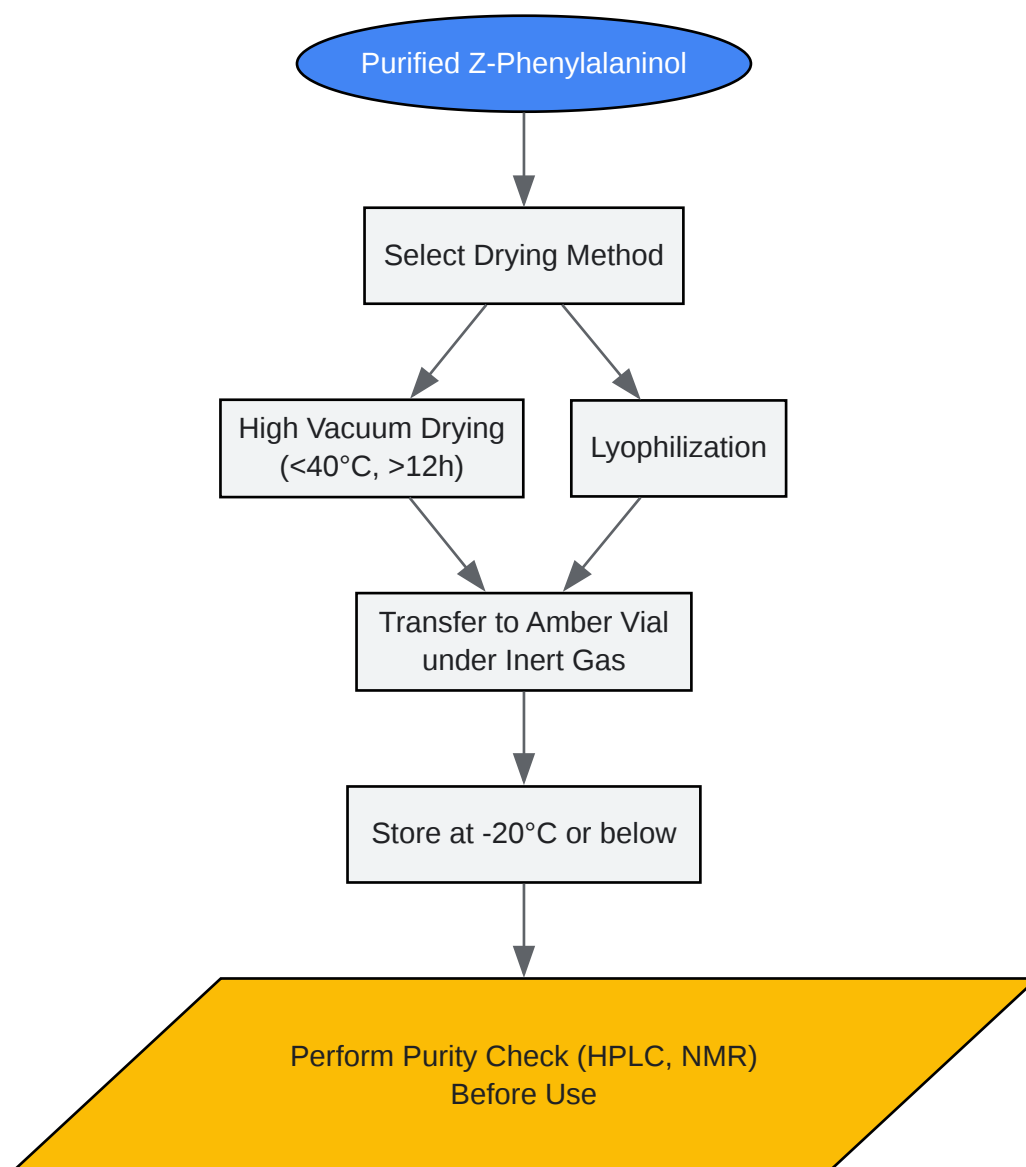 Purified Z-Phenylalaninol
Select Drying Method
High Vacuum Drying
(<40°C, >12h)
Lyophilization
Transfer to Amber Vial
under Inert Gas
Store at -20°C or below
Perform Purity Check (HPLC, NMR)
Before Use